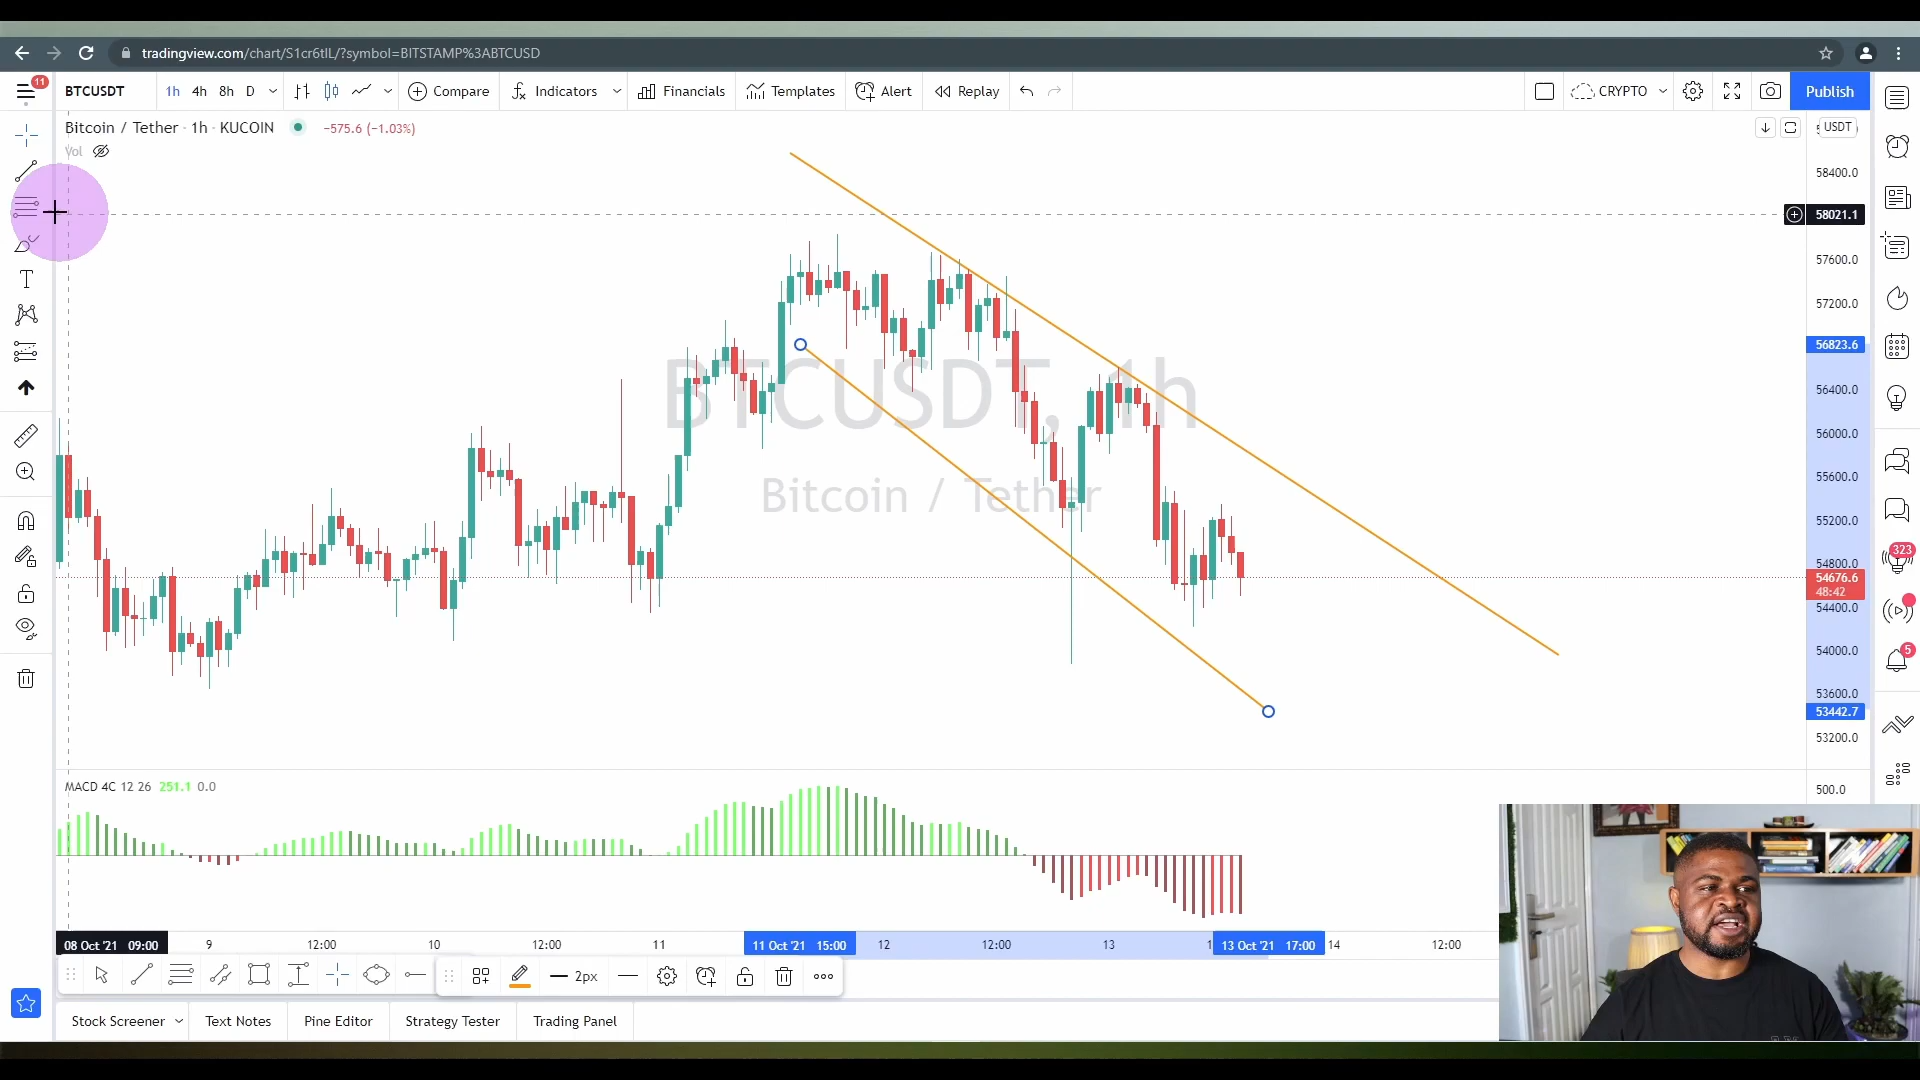 tradingview.com/chart/S1cr6tIL/?symbol=BITSTAMP%3ABTCUSD
11
BTCUSDT 1h 4h 8h D Compare Indicators Financials Templates Alert Replay CRYPTO Publish
Bitcoin / Tether · 1h · KUCOIN −575.6 (−1.03%)
USDT
Vol
58400.0
58021.1
57600.0
57200.0
56823.6
56400.0
56000.0
55600.0
55200.0
54800.0
54676.6
48:42
54400.0
54000.0
53600.0
53442.7
53200.0
BTCUSDT, 1h
Bitcoin / Tether
323
5
MACD 4C 12 26 251.1 0.0
500.0
08 Oct '21 09:00 9 12:00 10 12:00 11 11 Oct '21 15:00 12 12:00 13 13 Oct '21 17:00 14 12:00
2px
Stock Screener Text Notes Pine Editor Strategy Tester Trading Panel